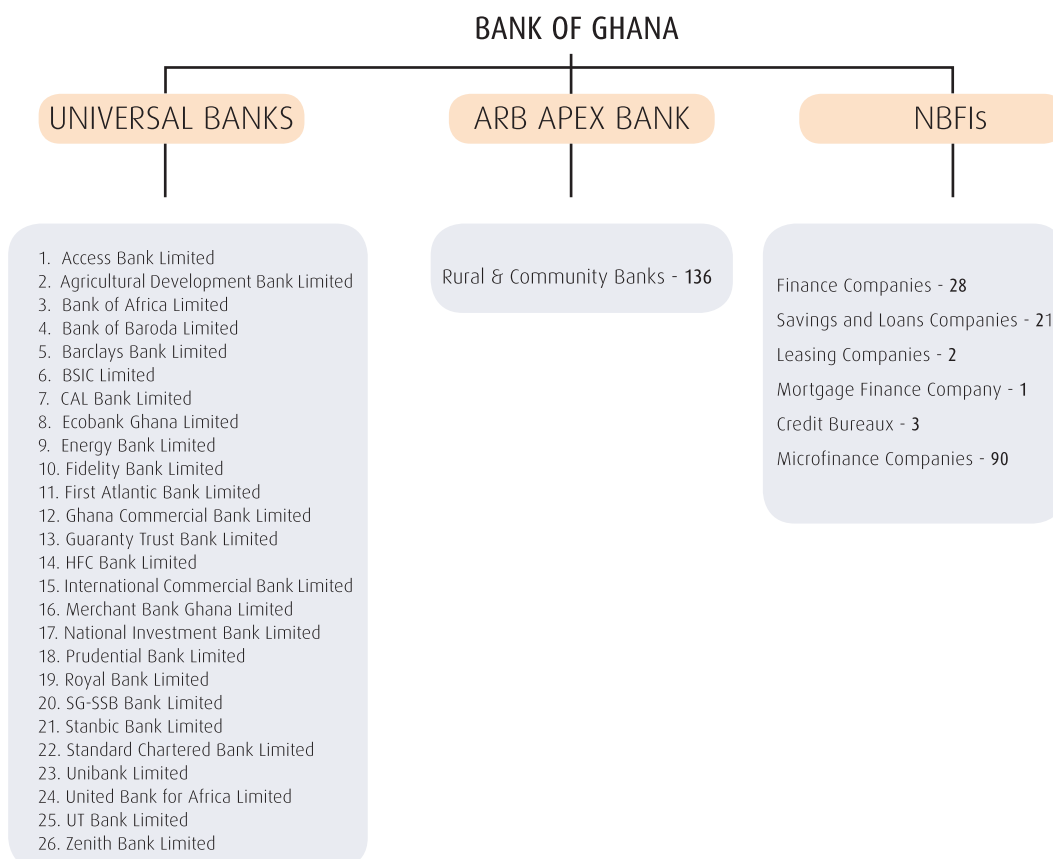 BANK OF GHANA
UNIVERSAL BANKS
1. Access Bank Limited
2. Agricultural Development Bank Limited
3. Bank of Africa Limited
4. Bank of Baroda Limited
5. Barclays Bank Limited
6. BSIC Limited
7. CAL Bank Limited
8. Ecobank Ghana Limited
9. Energy Bank Limited
10. Fidelity Bank Limited
11. First Atlantic Bank Limited
12. Ghana Commercial Bank Limited
13. Guaranty Trust Bank Limited
14. HFC Bank Limited
15. International Commercial Bank Limited
16. Merchant Bank Ghana Limited
17. National Investment Bank Limited
18. Prudential Bank Limited
19. Royal Bank Limited
20. SG-SSB Bank Limited
21. Stanbic Bank Limited
22. Standard Chartered Bank Limited
23. Unibank Limited
24. United Bank for Africa Limited
25. UT Bank Limited
26. Zenith Bank Limited
ARB APEX BANK
Rural & Community Banks - 136
NBFIs
Finance Companies - 28
Savings and Loans Companies - 21
Leasing Companies - 2
Mortgage Finance Company - 1
Credit Bureaux - 3
Microfinance Companies - 90